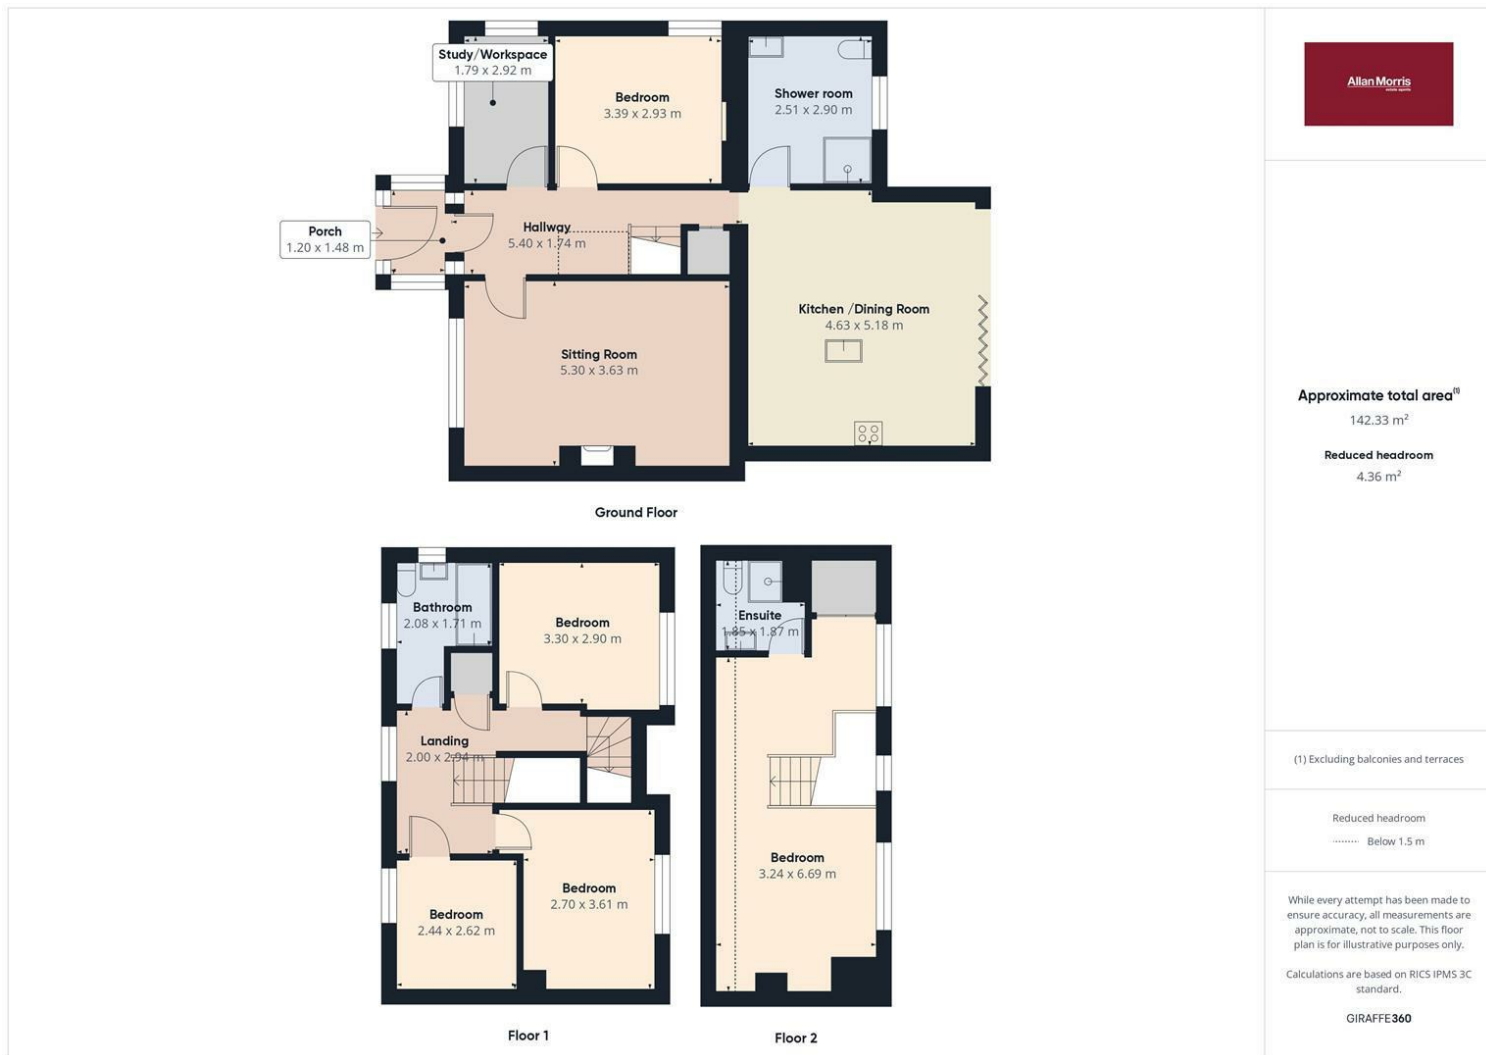 Study/Workspace
1.79 x 2.92 m
Bedroom
3.39 x 2.93 m
Shower room
2.51 x 2.90 m
Porch
1.20 x 1.48 m
Hallway
5.40 x 1.74 m
Kitchen /Dining Room
4.63 x 5.18 m
Sitting Room
5.30 x 3.63 m
Ground Floor
Bathroom
2.08 x 1.71 m
Bedroom
3.30 x 2.90 m
Landing
2.00 x 2.94 m
Bedroom
2.44 x 2.62 m
Bedroom
2.70 x 3.61 m
Floor 1
Ensuite
1.85 x 1.87 m
Bedroom
3.24 x 6.69 m
Floor 2
Allan Morris
estate agents
Approximate total area(1)
142.33 m²
Reduced headroom
4.36 m²
(1) Excluding balconies and terraces
Reduced headroom
Below 1.5 m
While every attempt has been made to
ensure accuracy, all measurements are
approximate, not to scale. This floor
plan is for illustrative purposes only.
Calculations are based on RICS IPMS 3C
standard.
GIRAFFE360